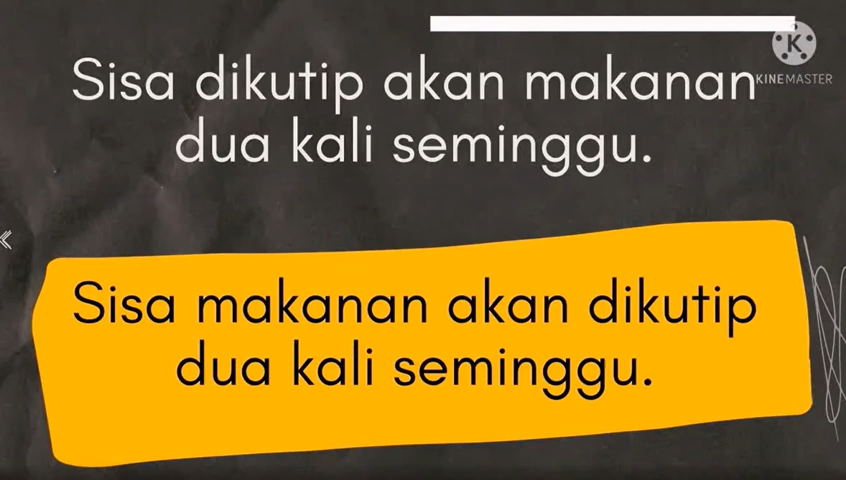 KINEMASTER
Sisa dikutip akan makanan
dua kali seminggu.
Sisa makanan akan dikutip
dua kali seminggu.